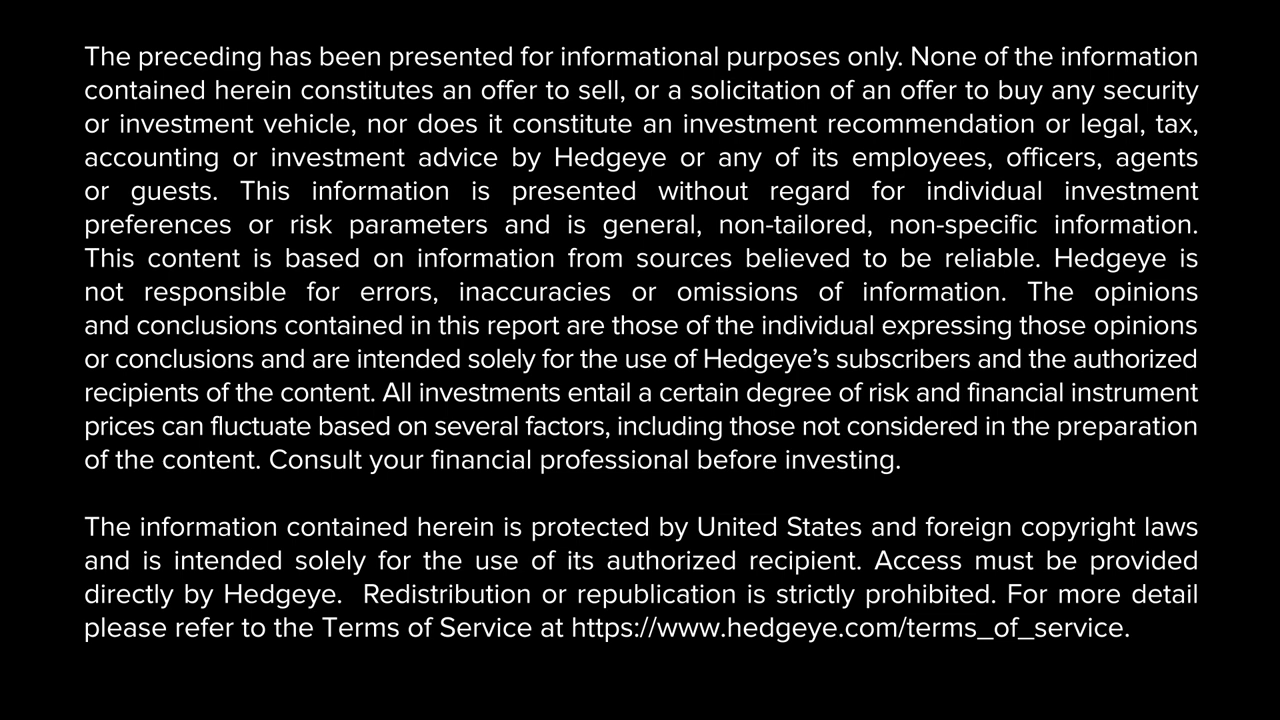 The preceding has been presented for informational purposes only. None of the information
contained herein constitutes an offer to sell, or a solicitation of an offer to buy any security
or investment vehicle, nor does it constitute an investment recommendation or legal, tax,
accounting or investment advice by Hedgeye or any of its employees, officers, agents
or guests. This information is presented without regard for individual investment
preferences or risk parameters and is general, non-tailored, non-specific information.
This content is based on information from sources believed to be reliable. Hedgeye is
not responsible for errors, inaccuracies or omissions of information. The opinions
and conclusions contained in this report are those of the individual expressing those opinions
or conclusions and are intended solely for the use of Hedgeye’s subscribers and the authorized
recipients of the content. All investments entail a certain degree of risk and financial instrument
prices can fluctuate based on several factors, including those not considered in the preparation
of the content. Consult your financial professional before investing.

The information contained herein is protected by United States and foreign copyright laws
and is intended solely for the use of its authorized recipient. Access must be provided
directly by Hedgeye.  Redistribution or republication is strictly prohibited. For more detail
please refer to the Terms of Service at https://www.hedgeye.com/terms_of_service.